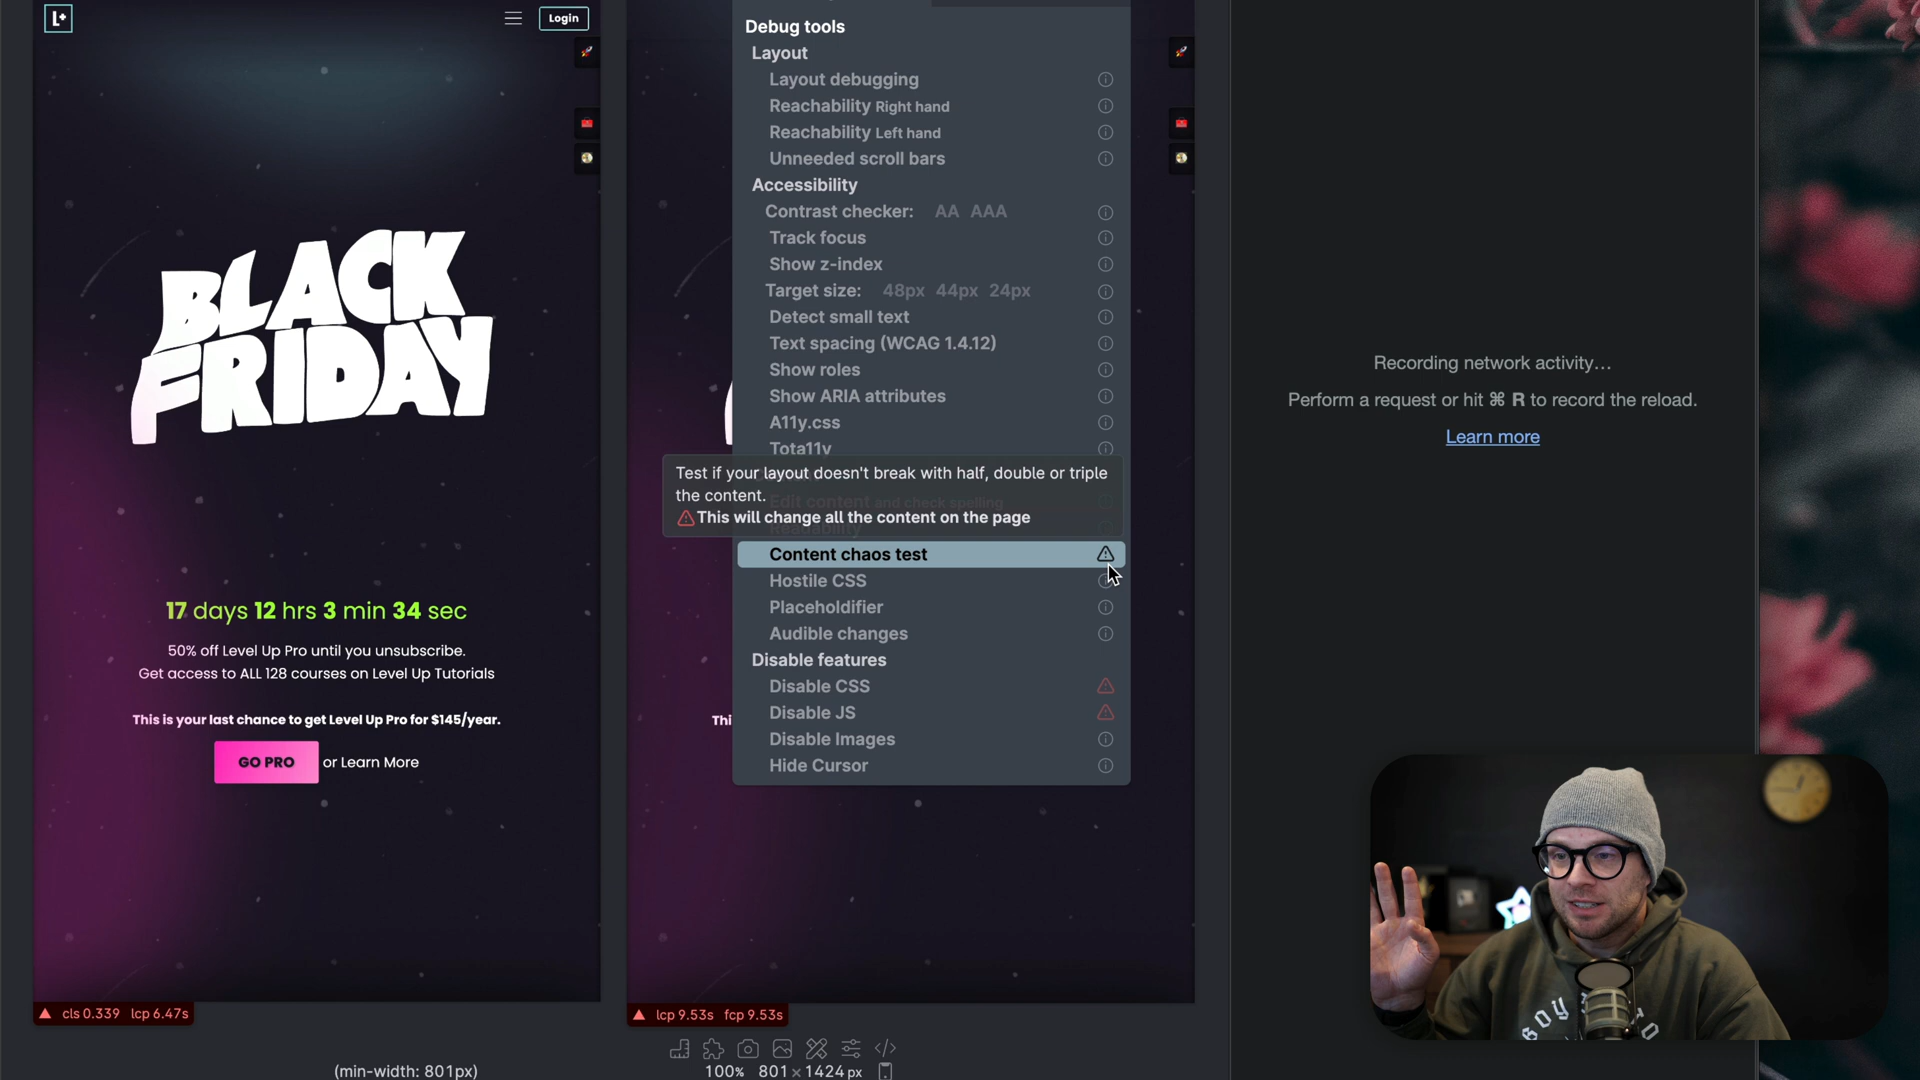 L+
Login
BLACK
FRIDAY
17 days 12 hrs 3 min 34 sec
50% off Level Up Pro until you unsubscribe.
Get access to ALL 128 courses on Level Up Tutorials
This is your last chance to get Level Up Pro for $145/year.
GO PRO or Learn More
cls 0.339 lcp 6.47s
(min-width: 801px)
Debug tools
Layout
Layout debugging
Reachability Right hand
Reachability Left hand
Unneeded scroll bars
Accessibility
Contrast checker: AA AAA
Track focus
Show z-index
Target size: 48px 44px 24px
Detect small text
Text spacing (WCAG 1.4.12)
Show roles
Show ARIA attributes
A11y.css
Tota11y
Test if your layout doesn't break with half, double or triple
the content.
Edit content and check spelling
This will change all the content on the page
Readability
Content chaos test
Hostile CSS
Placeholdifier
Audible changes
Disable features
Disable CSS
Thi
Disable JS
Disable Images
Hide Cursor
lcp 9.53s fcp 9.53s
100% 801×1424 px
Recording network activity…
Perform a request or hit ⌘ R to record the reload.
Learn more